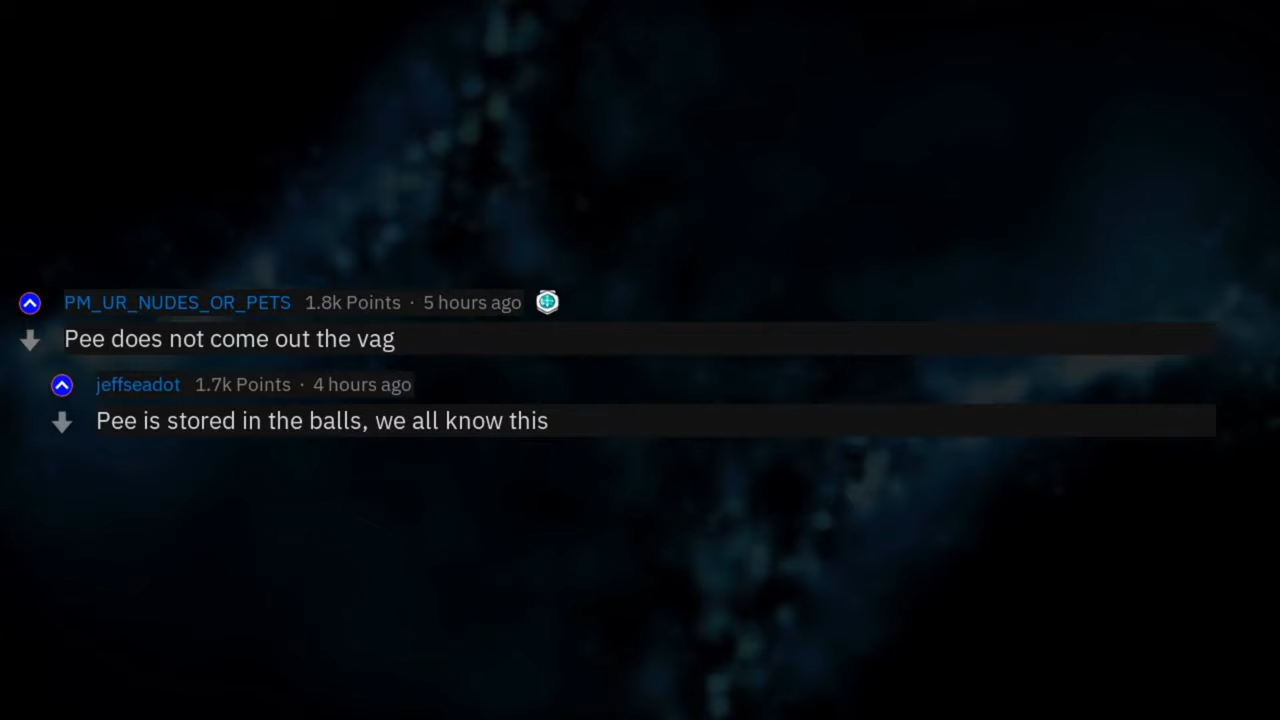 PM_UR_NUDES_OR_PETS 1.8k Points · 5 hours ago
Pee does not come out the vag
jeffseadot 1.7k Points · 4 hours ago
Pee is stored in the balls, we all know this